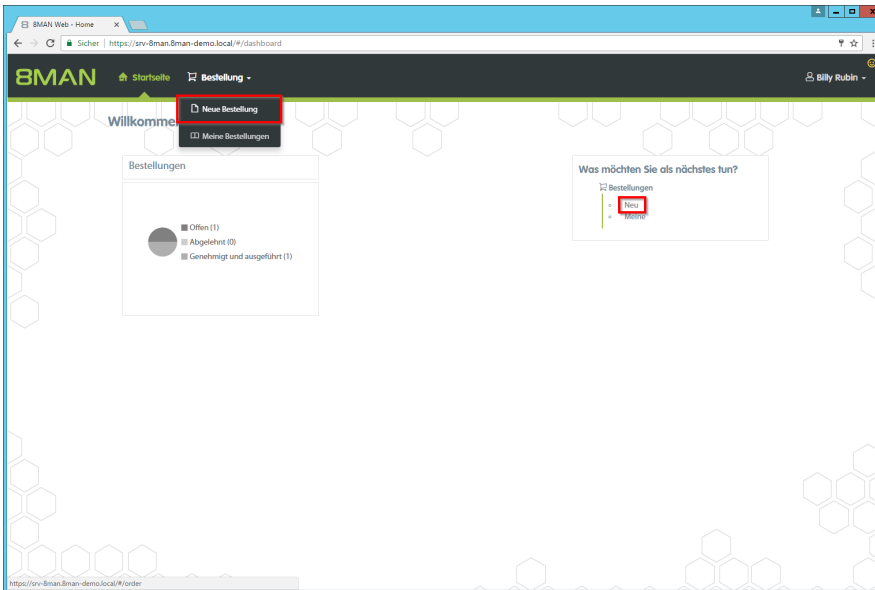 8MAN Web - Home
Sicher | https://srv-8man.8man-demo.local/#/dashboard
8MAN Startseite Bestellung Billy Rubin
Neue Bestellung
Willkomme
Meine Bestellungen
Bestellungen
Was möchten Sie als nächstes tun?
Bestellungen
Neu
Meine
Offen (1)
Abgelehnt (0)
Genehmigt und ausgeführt (1)
https://srv-8man.8man-demo.local/#/order